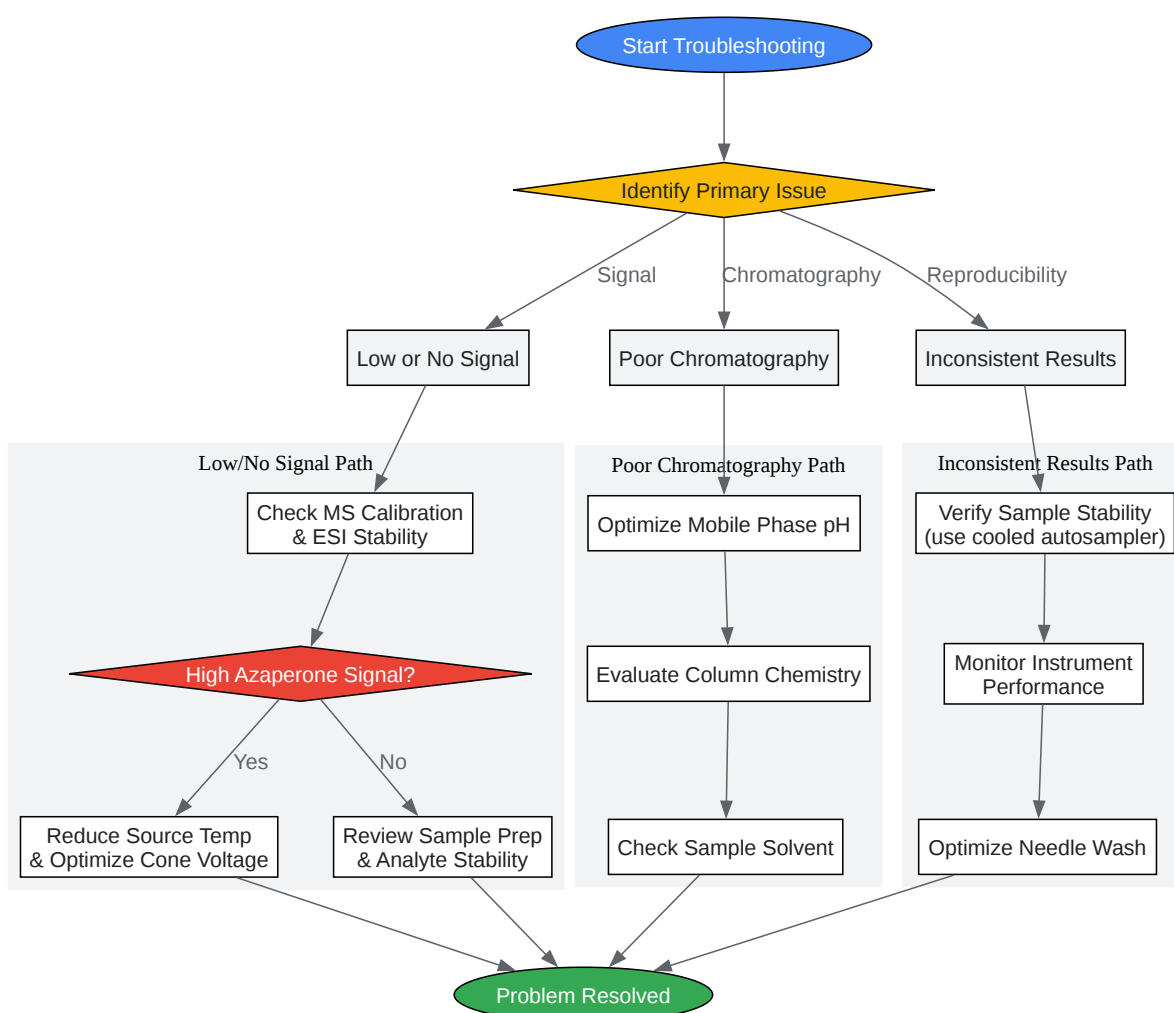 Start Troubleshooting
Identify Primary Issue
Signal
Chromatography
Reproducibility
Low or No Signal
Poor Chromatography
Inconsistent Results
Low/No Signal Path
Check MS Calibration
& ESI Stability
High Azaperone Signal?
Yes
No
Reduce Source Temp
& Optimize Cone Voltage
Review Sample Prep
& Analyte Stability
Poor Chromatography Path
Optimize Mobile Phase pH
Evaluate Column Chemistry
Check Sample Solvent
Inconsistent Results Path
Verify Sample Stability
(use cooled autosampler)
Monitor Instrument
Performance
Optimize Needle Wash
Problem Resolved